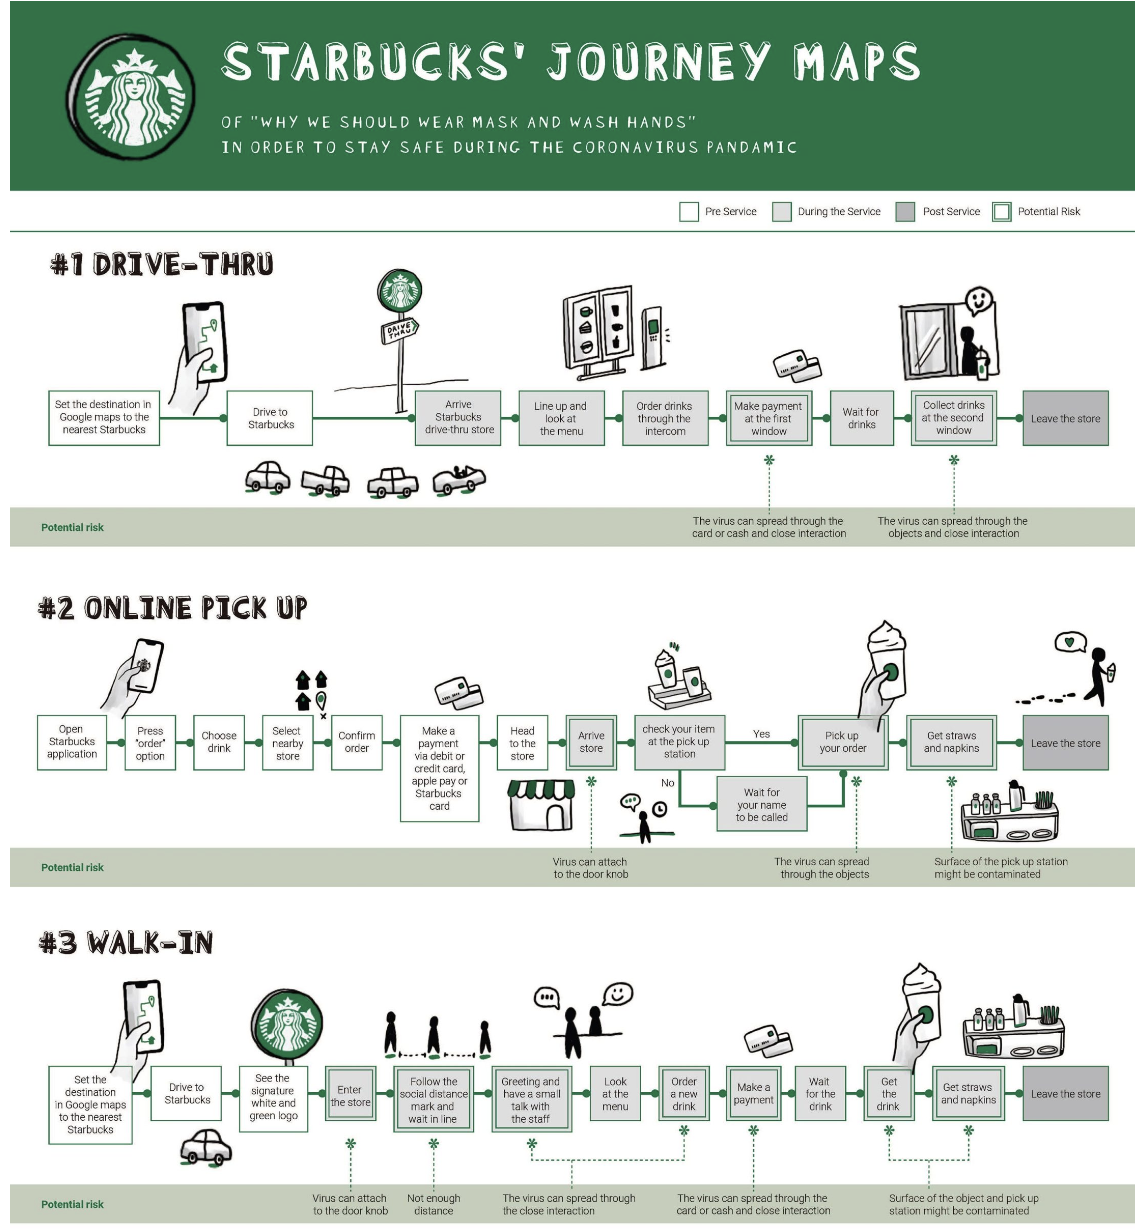 STARBUCKS' JOURNEY MAPS
OF "WHY WE SHOULD WEAR MASK AND WASH HANDS"
IN ORDER TO STAY SAFE DURING THE CORONAVIRUS PANDAMIC
Pre Service
During the Service
Post Service
Potential Risk
#1 DRIVE-THRU
DRIVE
THRU
Set the destination in
Google maps to the
nearest Starbucks
Drive to
Starbucks
Arrive
Starbucks
drive-thru store
Line up and
look at
the menu
Order drinks
through the
intercom
Make payment
at the first
window
Wait for
drinks
Collect drinks
at the second
window
Leave the store
Potential risk
The virus can spread through the
card or cash and close interaction
The virus can spread through the
objects and close interaction
#2 ONLINE PICK UP
Open
Starbucks
application
Press
"order"
option
Choose
drink
Select
nearby
store
Confirm
order
Make a
payment
via debit or
credit card,
apple pay or
Starbucks
card
Head
to the
store
Arrive
store
check your item
at the pick up
station
Yes
No
Wait for
your name
to be called
Pick up
your order
Get straws
and napkins
Leave the store
Potential risk
Virus can attach
to the door knob
The virus can spread
through the objects
Surface of the pick up station
might be contaminated
#3 WALK-IN
Set the
destination
in Google maps
to the nearest
Starbucks
Drive to
Starbucks
See the
signature
white and
green logo
Enter
the store
Follow the
social distance
mark and
wait in line
Greeting and
have a small
talk with
the staff
Look
at the
menu
Order
a new
drink
Make a
payment
Wait
for the
drink
Get
the
drink
Get straws
and napkins
Leave the store
Potential risk
Virus can attach
to the door knob
Not enough
distance
The virus can spread through
the close interaction
The virus can spread through the
card or cash and close interaction
Surface of the object and pick up
station might be contaminated